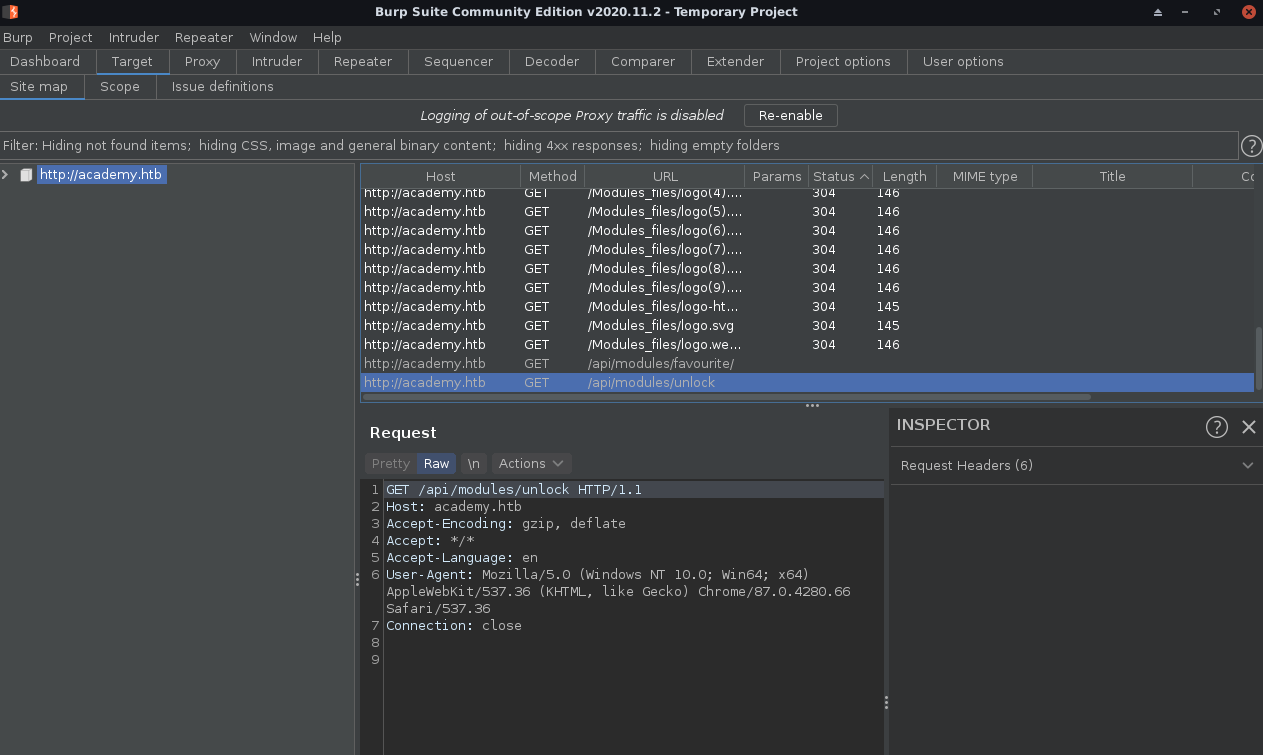 Burp Suite Community Edition v2020.11.2 - Temporary Project
Burp Project Intruder Repeater Window Help
Dashboard Target Proxy Intruder Repeater Sequencer Decoder Comparer Extender Project options User options
Site map Scope Issue definitions
Logging of out-of-scope Proxy traffic is disabled Re-enable
Filter: Hiding not found items; hiding CSS, image and general binary content; hiding 4xx responses; hiding empty folders ?
http://academy.htb
Host Method URL Params Status Length MIME type Title Co
http://academy.htb GET /Modules_files/logo(4).... 304 146
http://academy.htb GET /Modules_files/logo(5).... 304 146
http://academy.htb GET /Modules_files/logo(6).... 304 146
http://academy.htb GET /Modules_files/logo(7).... 304 146
http://academy.htb GET /Modules_files/logo(8).... 304 146
http://academy.htb GET /Modules_files/logo(9).... 304 146
http://academy.htb GET /Modules_files/logo-ht... 304 145
http://academy.htb GET /Modules_files/logo.svg 304 145
http://academy.htb GET /Modules_files/logo.we... 304 146
http://academy.htb GET /api/modules/favourite/
http://academy.htb GET /api/modules/unlock
Request
Pretty Raw \n Actions
1 GET /api/modules/unlock HTTP/1.1
2 Host: academy.htb
3 Accept-Encoding: gzip, deflate
4 Accept: */*
5 Accept-Language: en
6 User-Agent: Mozilla/5.0 (Windows NT 10.0; Win64; x64)
AppleWebKit/537.36 (KHTML, like Gecko) Chrome/87.0.4280.66
Safari/537.36
7 Connection: close
8
9
INSPECTOR ?
Request Headers (6)